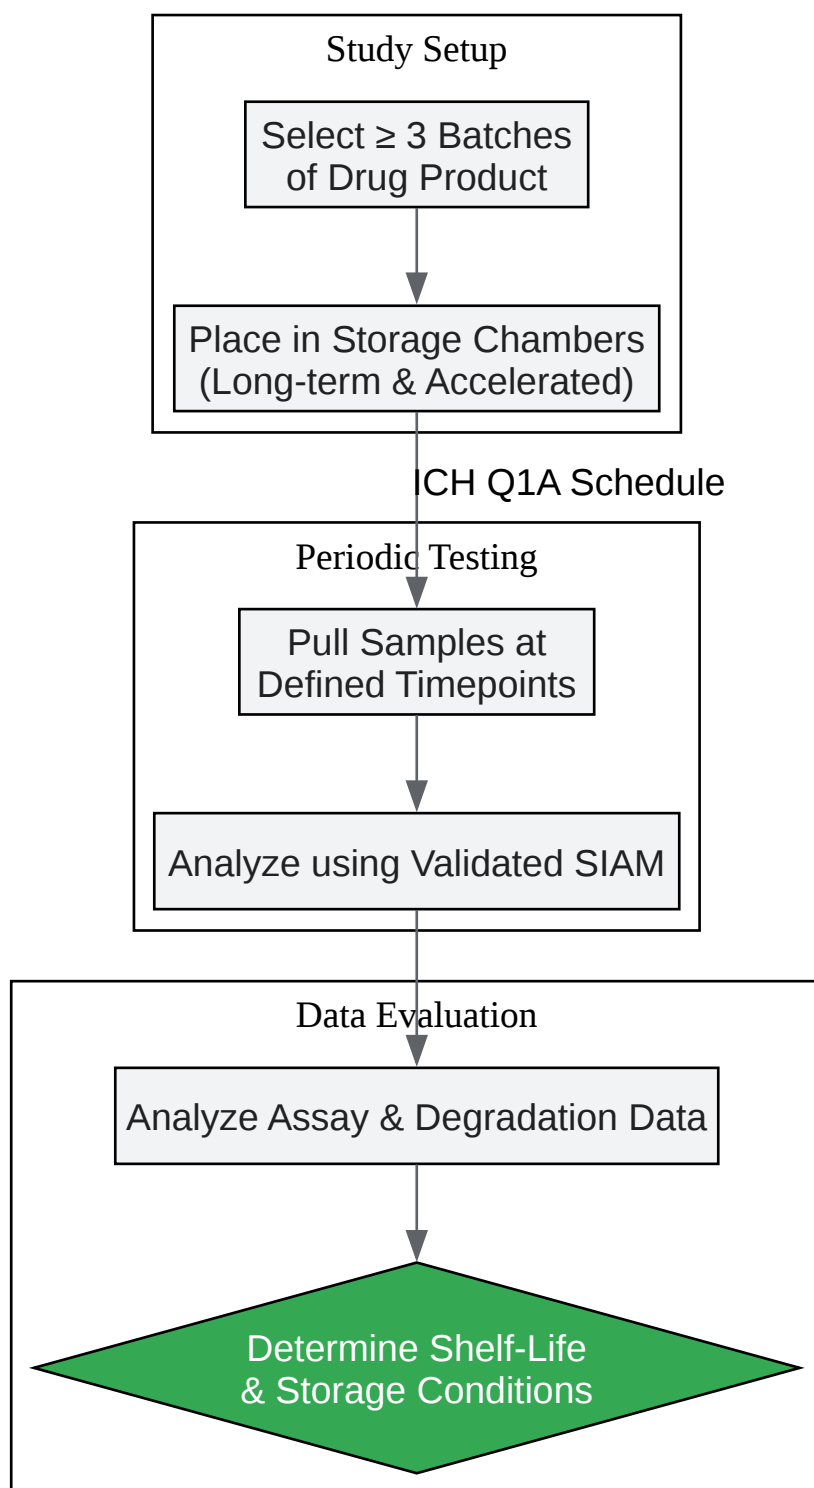 Study Setup
Select ≥ 3 Batches
of Drug Product
Place in Storage Chambers
(Long-term & Accelerated)
ICH Q1A Schedule
Periodic Testing
Pull Samples at
Defined Timepoints
Analyze using Validated SIAM
Data Evaluation
Analyze Assay & Degradation Data
Determine Shelf-Life
& Storage Conditions